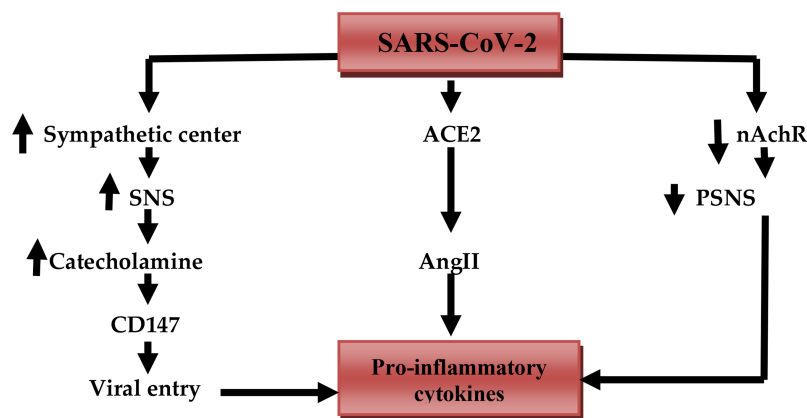 SARS-CoV-2
Sympathetic center
ACE2
nAchR
SNS
PSNS
Catecholamine
AngII
CD147
Pro-inflammatory
cytokines
Viral entry